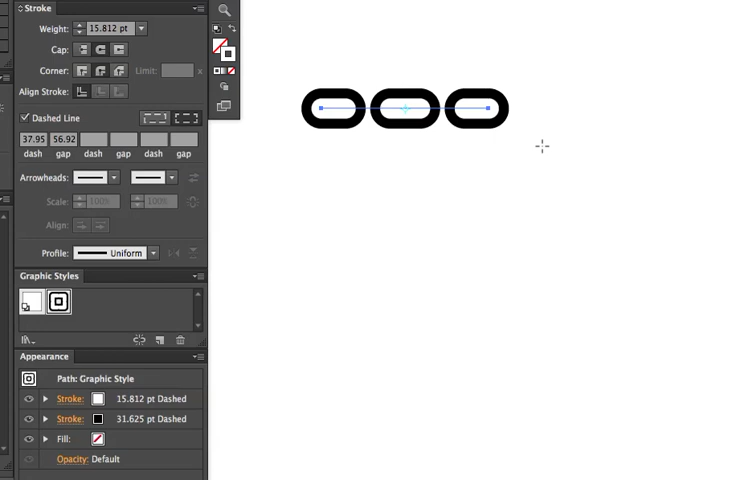 Stroke
Weight: 15.812 pt
Cap:
Corner: Limit: x
Align Stroke:
Dashed Line
37.95 56.92
dash gap dash gap dash gap
Arrowheads:
Scale: 100% 100%
Align:
Profile: Uniform
Graphic Styles
Appearance
Path: Graphic Style
Stroke: 15.812 pt Dashed
Stroke: 31.625 pt Dashed
Fill:
Opacity: Default